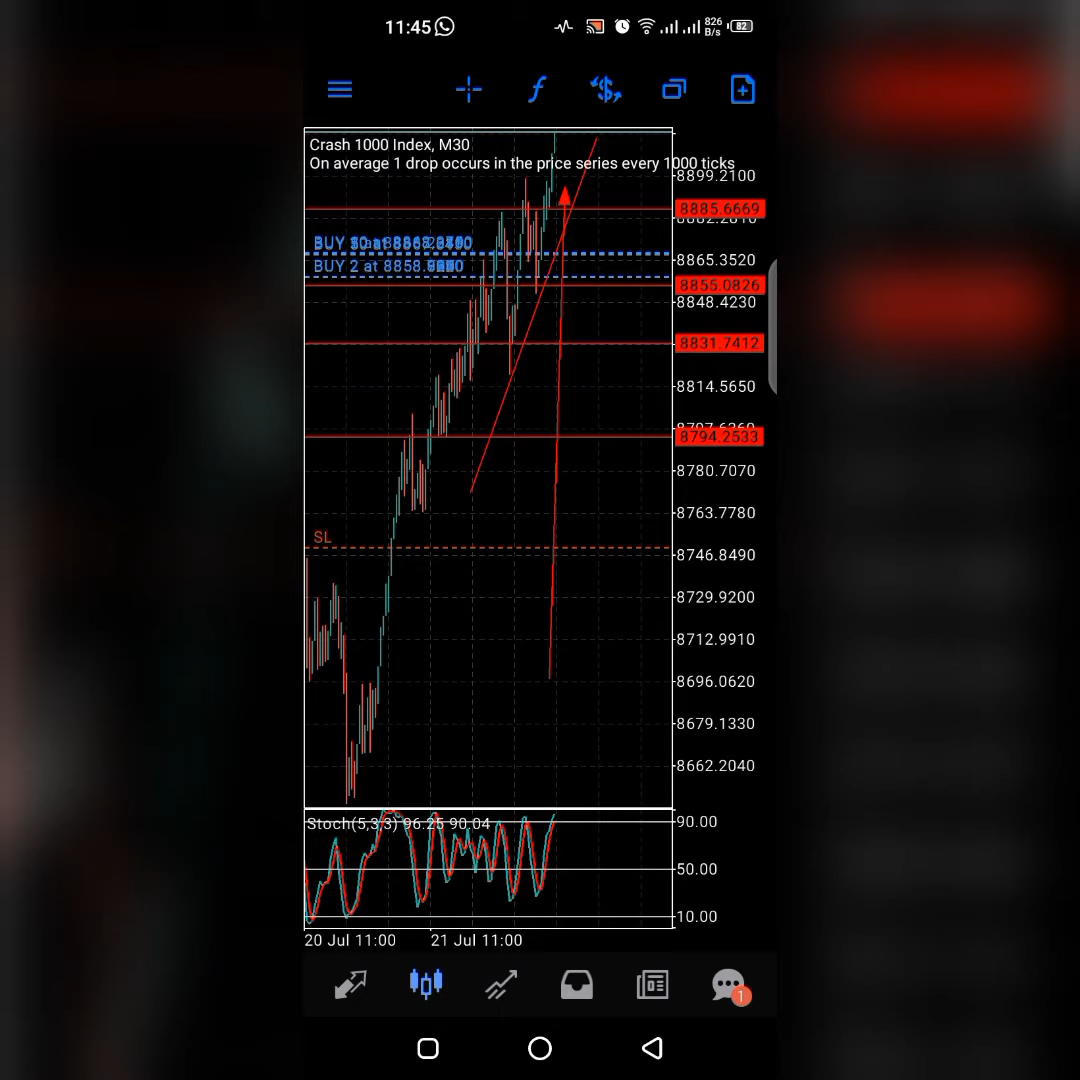 11:45
826
B/s
82
Crash 1000 Index, M30
On average 1 drop occurs in the price series every 1000 ticks
8899.2100
8885.6669
BUY
BUY 2 at 8858.
8865.3520
8855.0826
8848.4230
8831.7412
8814.5650
8794.2533
8780.7070
8763.7780
SL
8746.8490
8729.9200
8712.9910
8696.0620
8679.1330
8662.2040
Stoch(5,3,3) 96.25 90.04
90.00
50.00
10.00
20 Jul 11:00
21 Jul 11:00
1